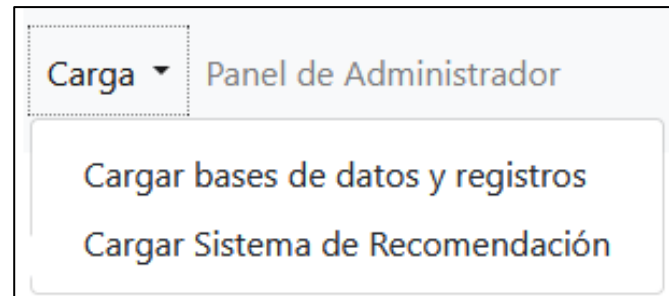 Carga Panel de Administrador
Cargar bases de datos y registros
Cargar Sistema de Recomendación